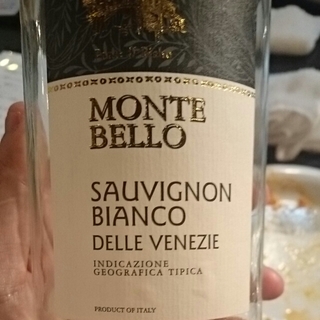 MONTE
BELLO
SAUVIGNON
BIANCO
DELLE VENEZIE
INDICAZIONE
GEOGRAFICA TIPICA
PRODUCT OF ITALY